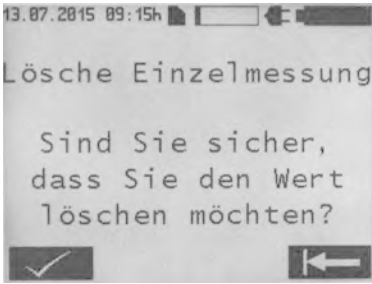 13.07.2015 09:15h
Lösche Einzelmessung
Sind Sie sicher,
dass Sie den Wert
löschen möchten?